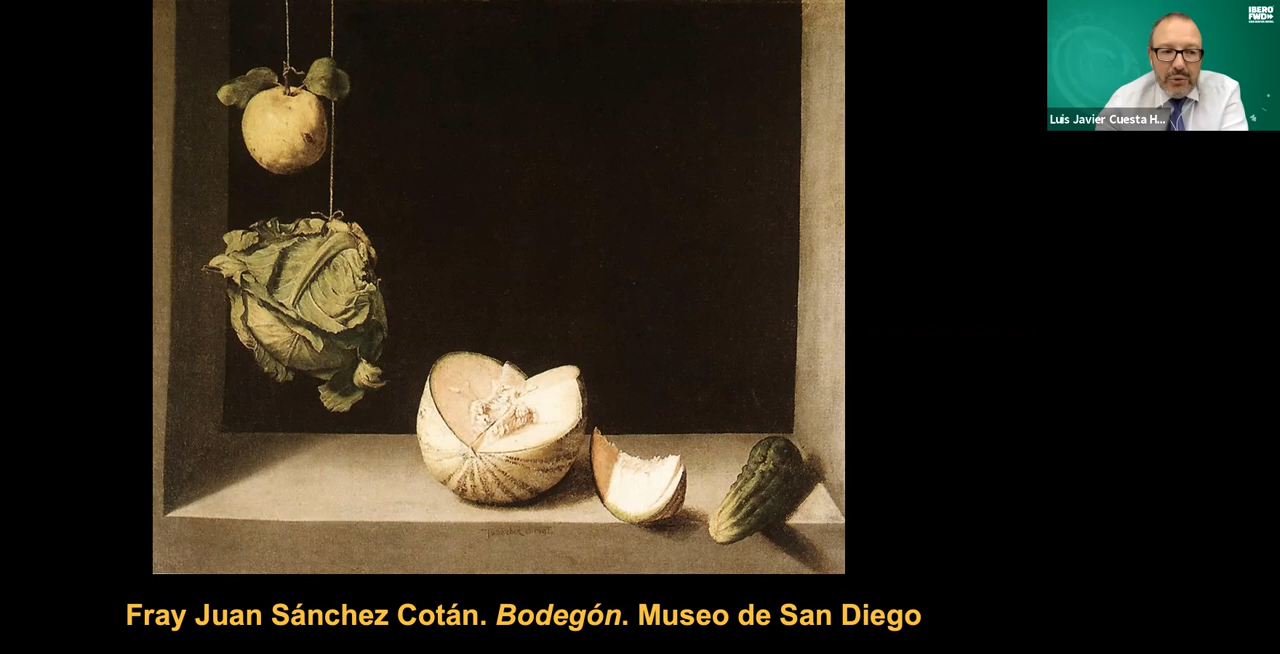 IBERO
FWD
Luis Javier Cuesta H...
Fray Juan Sánchez Cotán. Bodegón. Museo de San Diego